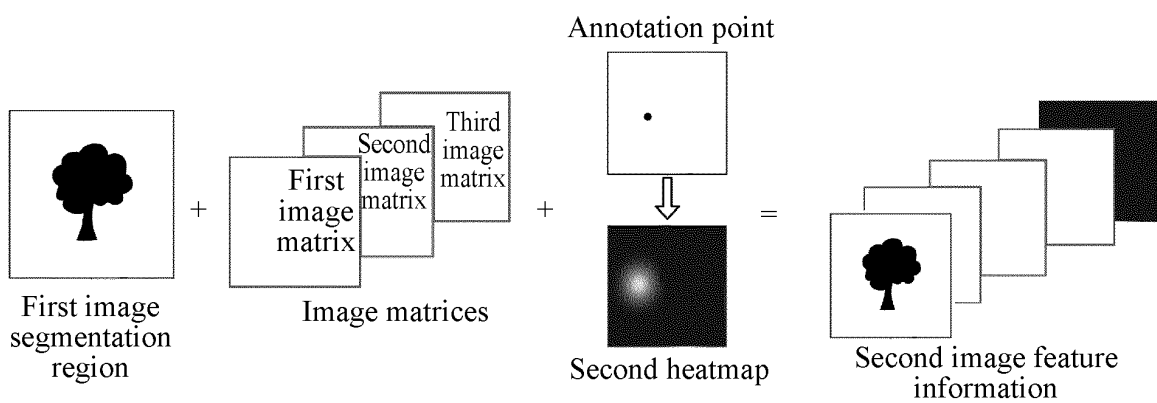 Annotation point
First
image
matrix
Second
image
matrix
Third
image
matrix
+
+
=
First image
segmentation
region
Image matrices
Second heatmap
Second image feature
information